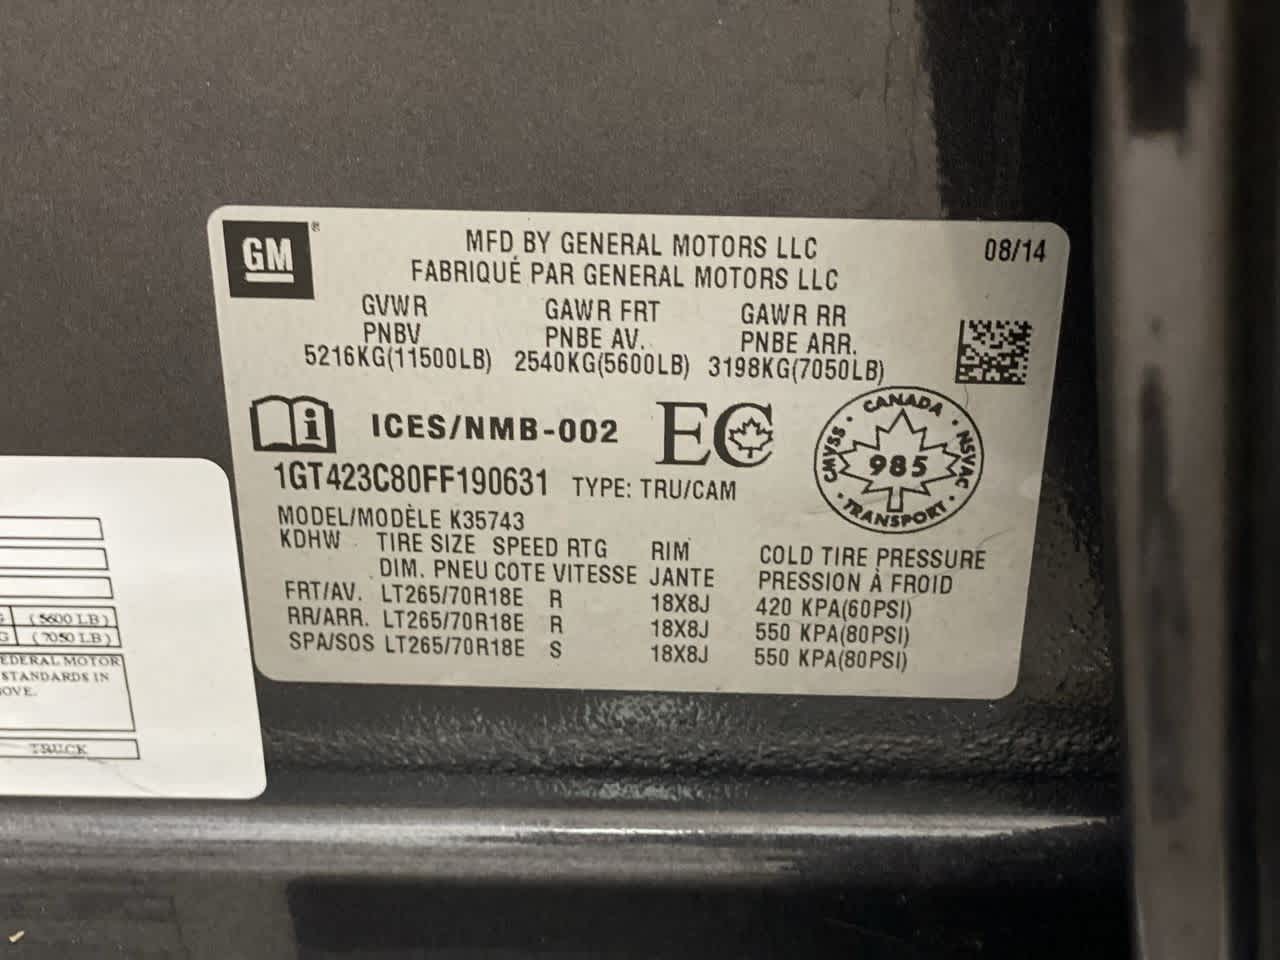 GM®
MFD BY GENERAL MOTORS LLC 08/14
FABRIQUÉ PAR GENERAL MOTORS LLC
GVWR GAWR FRT GAWR RR
PNBV PNBE AV. PNBE ARR.
5216KG(11500LB) 2540KG(5600LB) 3198KG(7050LB)
i ICES/NMB-002 EC
CANADA
CMVSS 985 NSVAC
TRANSPORT
1GT423C80FF190631 TYPE: TRU/CAM
MODEL/MODÈLE K35743
KDHW TIRE SIZE SPEED RTG RIM COLD TIRE PRESSURE
DIM. PNEU COTE VITESSE JANTE PRESSION À FROID
FRT/AV. LT265/70R18E R 18X8J 420 KPA(60PSI)
RR/ARR. LT265/70R18E R 18X8J 550 KPA(80PSI)
SPA/SOS LT265/70R18E S 18X8J 550 KPA(80PSI)
G (5600 LB)
G (7050 LB)
EDERAL MOTOR
STANDARDS IN
OVE.
TRUCK